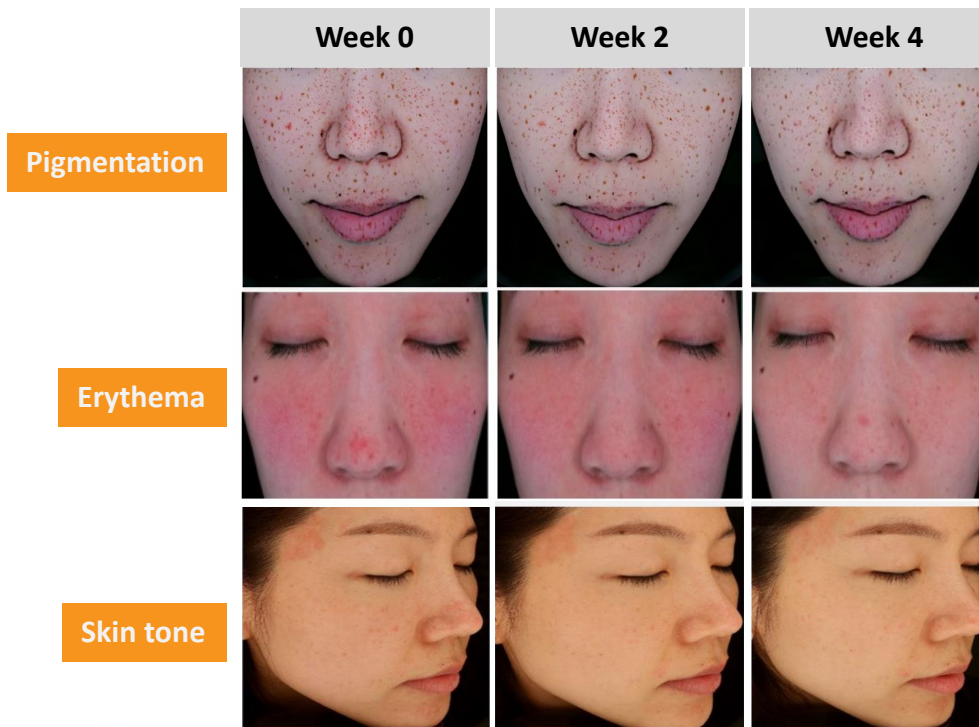 Week 0
Week 2
Week 4
Pigmentation
Erythema
Skin tone